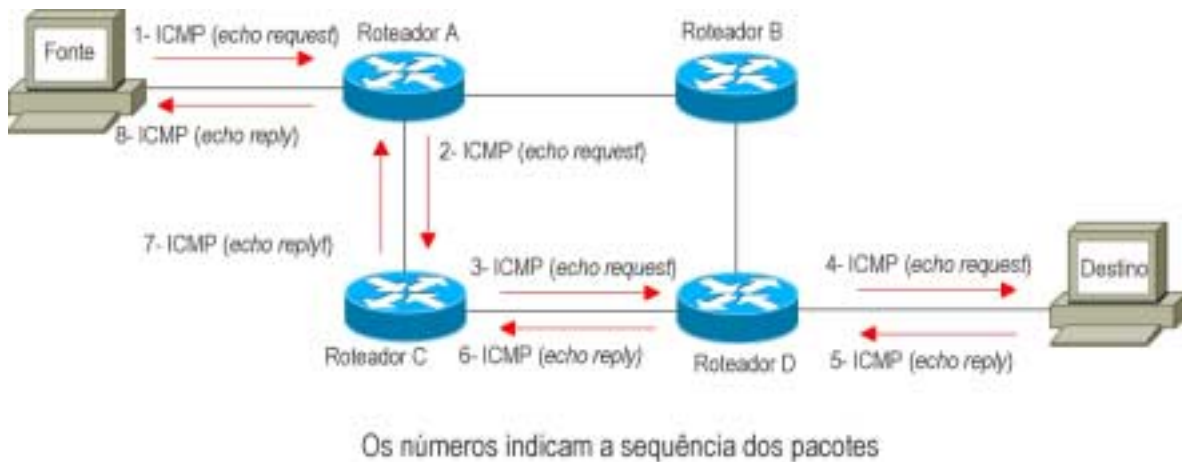 Fonte
1- ICMP (echo request)
Roteador A
Roteador B
8- ICMP (echo reply)
2- ICMP (echo request)
7- ICMP (echo replyt)
3- ICMP (echo request)
4- ICMP (echo request)
Destino
Roteador C
6- ICMP (echo reply)
Roteador D
5- ICMP (echo reply)
Os números indicam a sequência dos pacotes